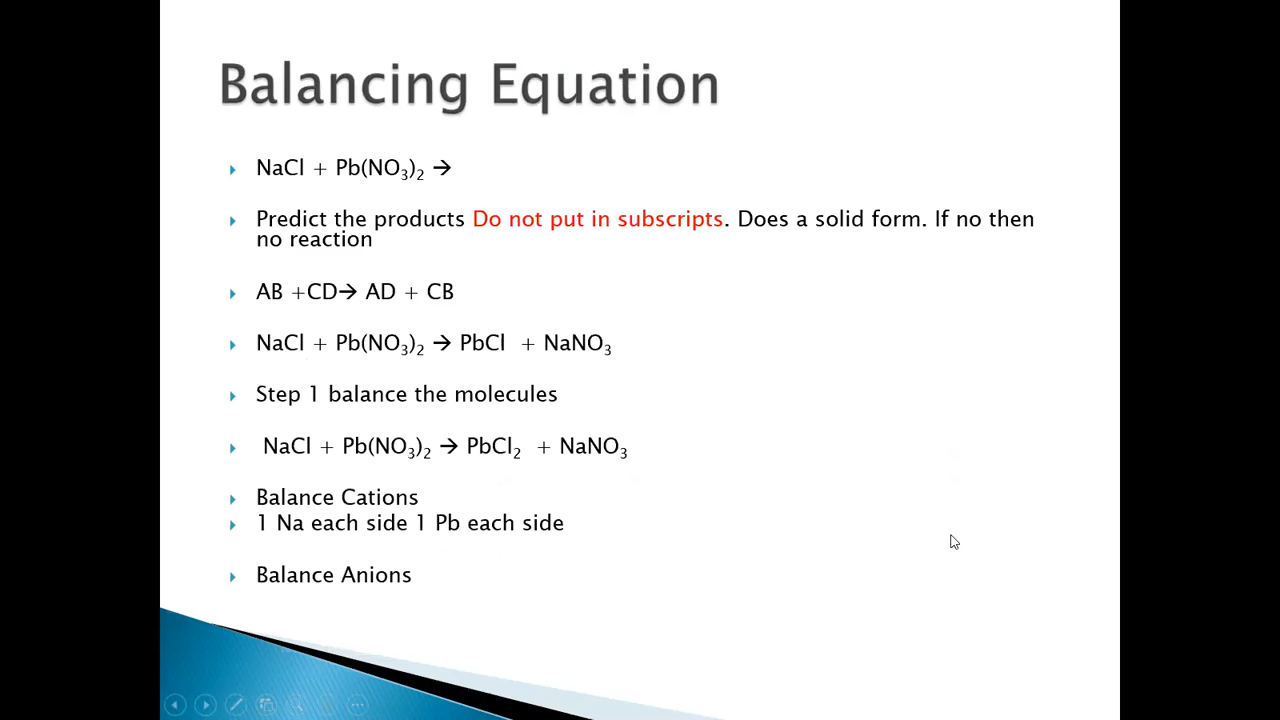 Balancing Equation
NaCl + Pb(NO₃)₂ →
Predict the products Do not put in subscripts. Does a solid form. If no then
no reaction
AB +CD→ AD + CB
NaCl + Pb(NO₃)₂ → PbCl + NaNO₃
Step 1 balance the molecules
NaCl + Pb(NO₃)₂ → PbCl₂ + NaNO₃
Balance Cations
1 Na each side 1 Pb each side
Balance Anions